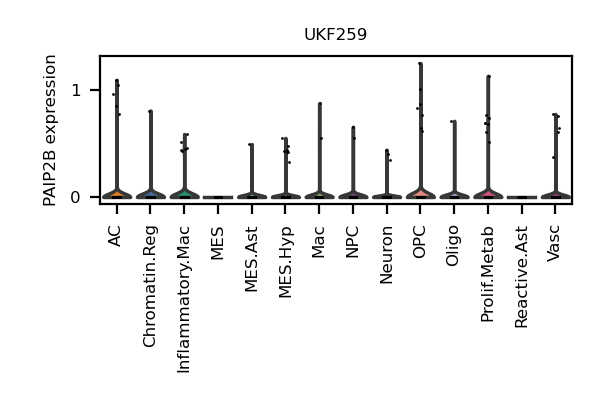 UKF259
PAIP2B expression
1
0
AC
Chromatin.Reg
Inflammatory.Mac
MES
MES.Ast
MES.Hyp
Mac
NPC
Neuron
OPC
Oligo
Prolif.Metab
Reactive.Ast
Vasc